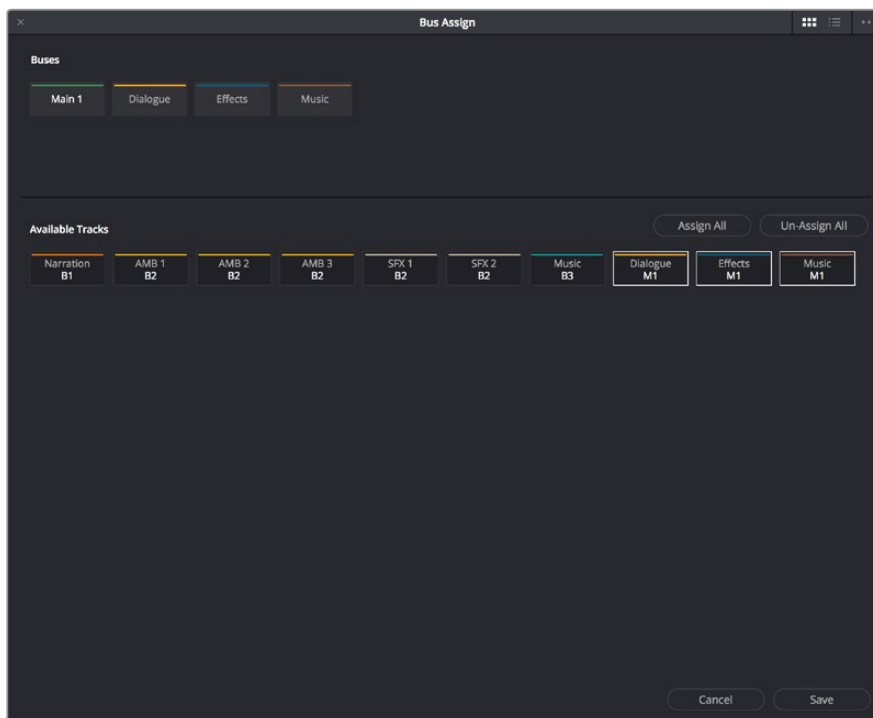 Bus Assign
Buses
Main 1
Dialogue
Effects
Music
Available Tracks
Assign All
Un-Assign All
Narration
B1
AMB 1
B2
AMB 2
B2
AMB 3
B2
SFX 1
B2
SFX 2
B2
Music
B3
Dialogue
M1
Effects
M1
Music
M1
Cancel
Save